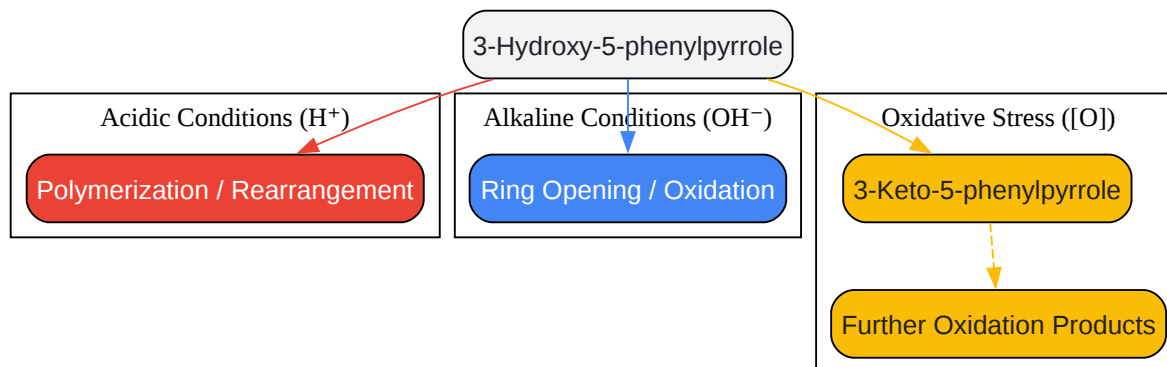 3-Hydroxy-5-phenylpyrrole
Acidic Conditions (H⁺)
Alkaline Conditions (OH⁻)
Oxidative Stress ([O])
Polymerization / Rearrangement
Ring Opening / Oxidation
3-Keto-5-phenylpyrrole
Further Oxidation Products